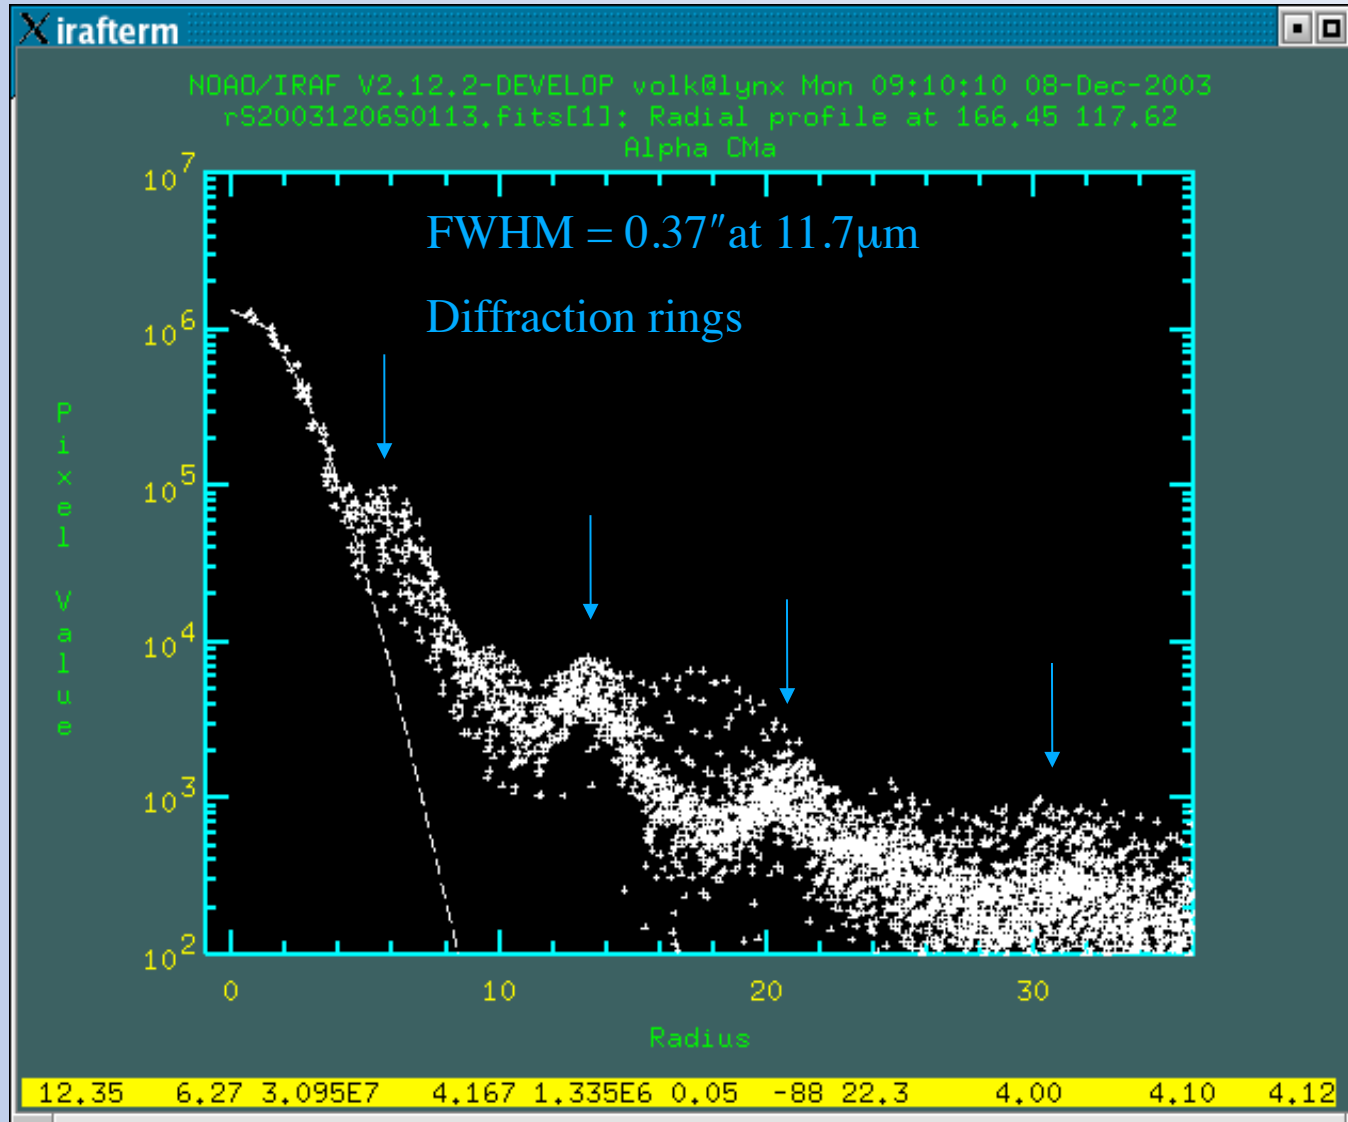 X irafterm
NOAO/IRAF V2.12.2-DEVELOP volk@lynx Mon 09:10:10 08-Dec-2003
rS20031206S0113.fits[1]: Radial profile at 166.45 117.62
Alpha CMa
FWHM = 0.37″at 11.7μm
Diffraction rings
10^7
10^6
10^5
10^4
10^3
10^2
Pixel Value
0 10 20 30
Radius
12.35 6.27 3.095E7 4.167 1.335E6 0.05 -88 22.3 4.00 4.10 4.12